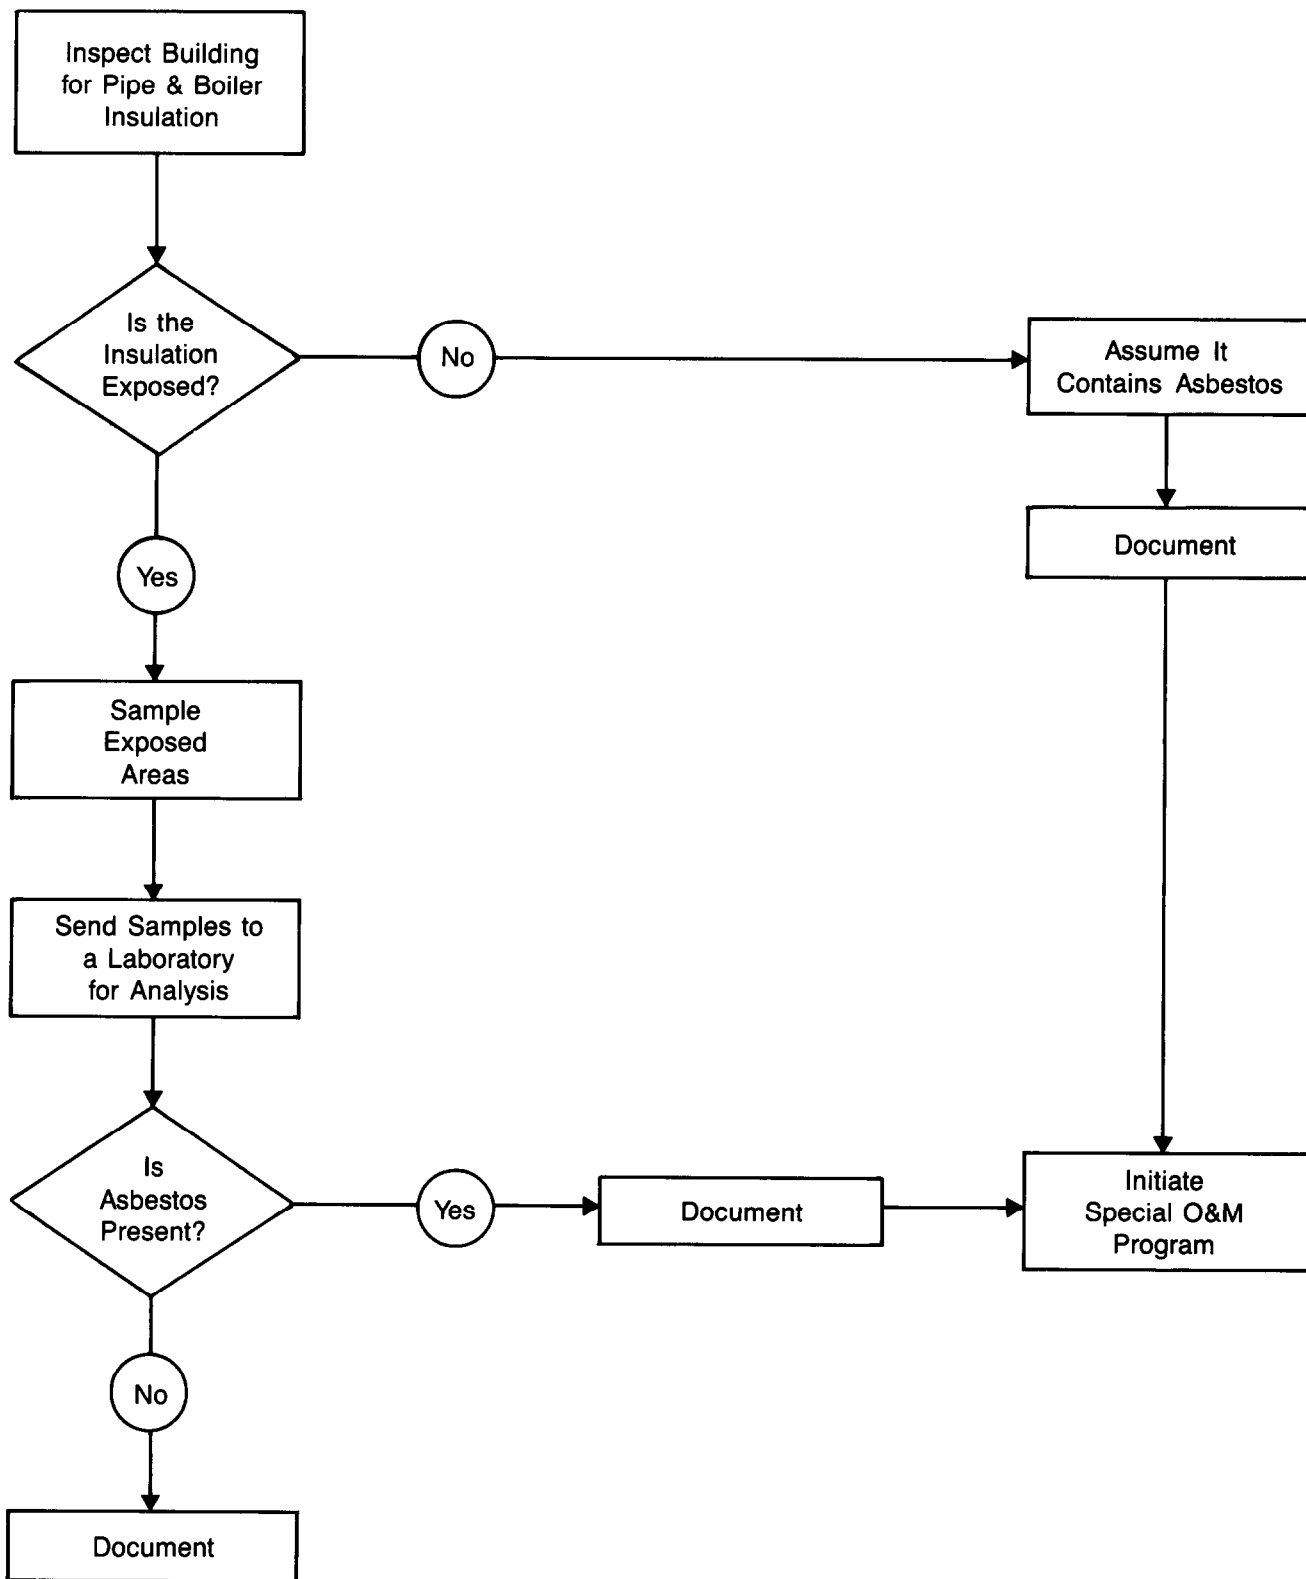 Inspect Building
for Pipe & Boiler
Insulation
Is the
Insulation
Exposed?
No
Assume It
Contains Asbestos
Document
Yes
Sample
Exposed
Areas
Send Samples to
a Laboratory
for Analysis
Is
Asbestos
Present?
Yes
Document
Initiate
Special O&M
Program
No
Document